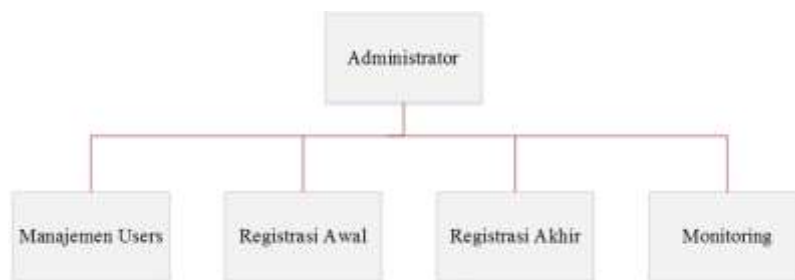 Administrator
Manajemen Users
Registrasi Awal
Registrasi Akhir
Monitoring